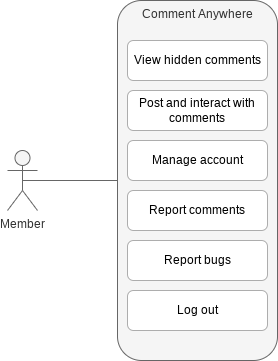 Comment Anywhere
View hidden comments
Post and interact with
comments
Manage account
Member
Report comments
Report bugs
Log out